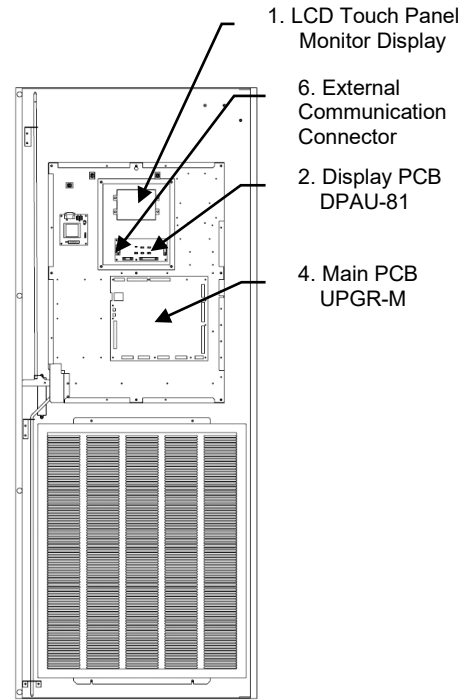 1. LCD Touch Panel
Monitor Display
6. External
Communication
Connector
2. Display PCB
DPAU-81
4. Main PCB
UPGR-M